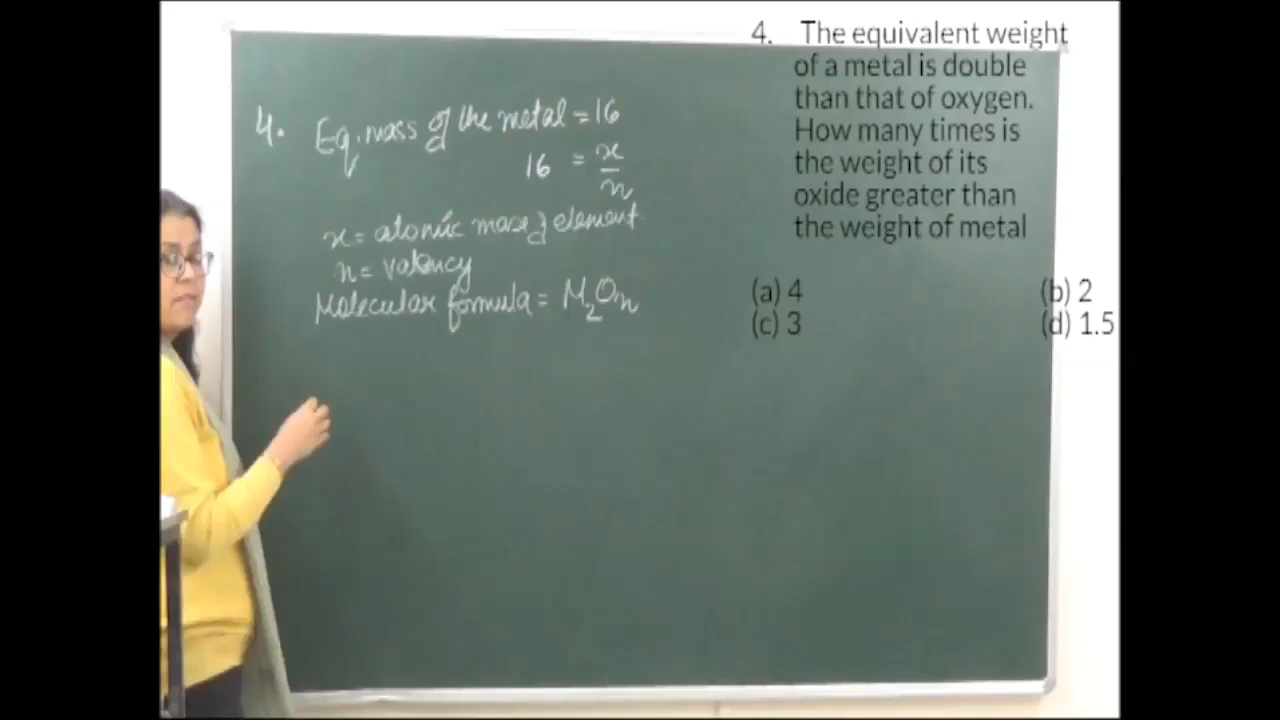 4. Eq. mass of the metal = 16
16 = x/n
x = atomic mass of element.
n = valency
Molecular formula = M₂Oₙ
4. The equivalent weight
of a metal is double
than that of oxygen.
How many times is
the weight of its
oxide greater than
the weight of metal
(a) 4 (b) 2
(c) 3 (d) 1.5